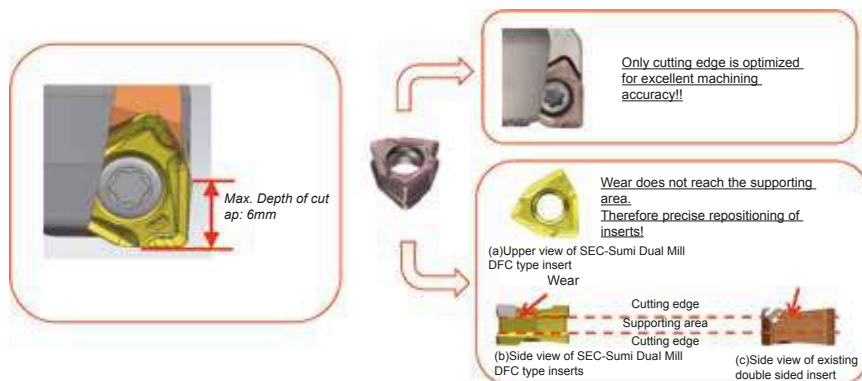 Max. Depth of cut
ap: 6mm
Only cutting edge is optimized
for excellent machining
accuracy!!
Wear does not reach the supporting
area.
Therefore precise repositioning of
inserts!
(a)Upper view of SEC-Sumi Dual Mill
DFC type insert
Wear
Cutting edge
Supporting area
Cutting edge
(b)Side view of SEC-Sumi Dual Mill
DFC type inserts
(c)Side view of existing
double sided insert